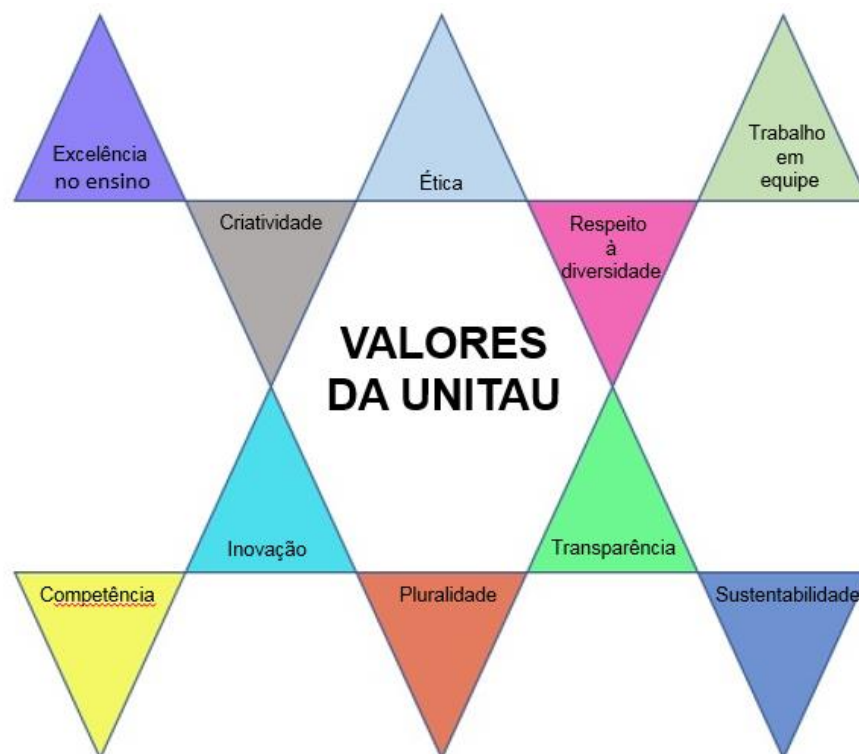 Excelência
no ensino
Ética
Trabalho
em
equipe
Criatividade
Respeito
à
diversidade
VALORES
DA UNITAU
Inovação
Transparência
Competência
Pluralidade
Sustentabilidade